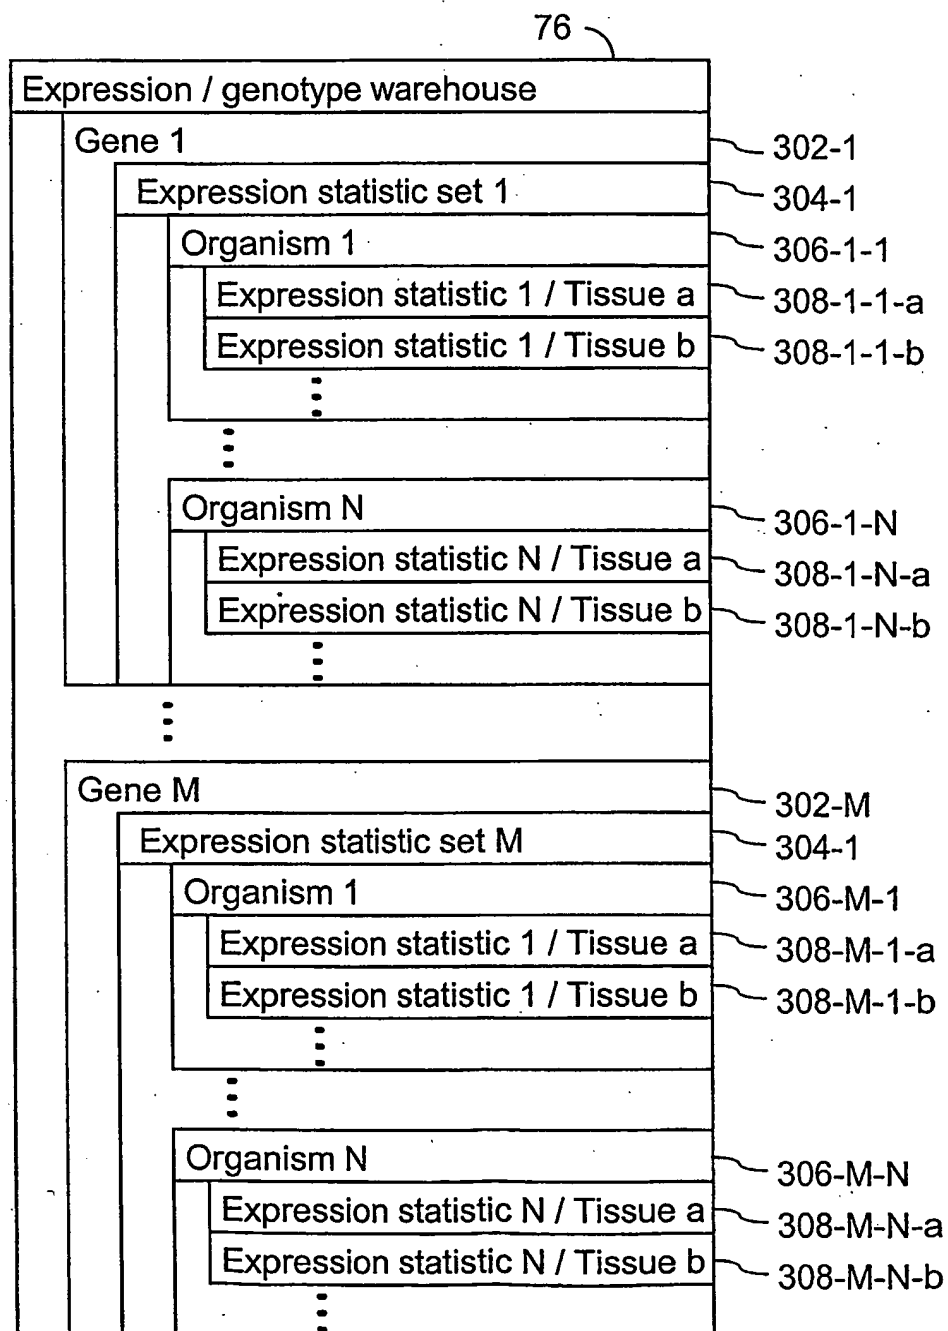 76
Expression / genotype warehouse
Gene 1 302-1
Expression statistic set 1 304-1
Organism 1 306-1-1
Expression statistic 1 / Tissue a 308-1-1-a
Expression statistic 1 / Tissue b 308-1-1-b
Organism N 306-1-N
Expression statistic N / Tissue a 308-1-N-a
Expression statistic N / Tissue b 308-1-N-b
Gene M 302-M
Expression statistic set M 304-1
Organism 1 306-M-1
Expression statistic 1 / Tissue a 308-M-1-a
Expression statistic 1 / Tissue b 308-M-1-b
Organism N 306-M-N
Expression statistic N / Tissue a 308-M-N-a
Expression statistic N / Tissue b 308-M-N-b